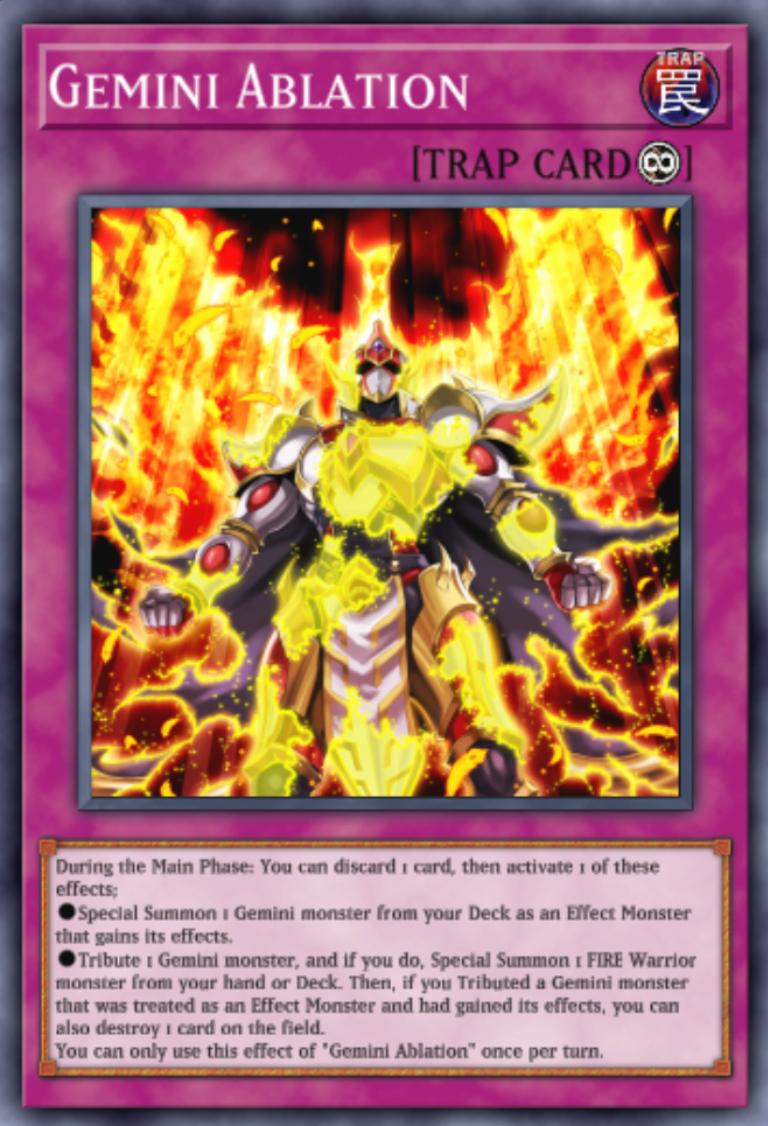 GEMINI ABLATION
TRAP
罠
[TRAP CARD∞]
During the Main Phase: You can discard 1 card, then activate 1 of these
effects;
●Special Summon 1 Gemini monster from your Deck as an Effect Monster
that gains its effects.
●Tribute 1 Gemini monster, and if you do, Special Summon 1 FIRE Warrior
monster from your hand or Deck. Then, if you Tributed a Gemini monster
that was treated as an Effect Monster and had gained its effects, you can
also destroy 1 card on the field.
You can only use this effect of "Gemini Ablation" once per turn.